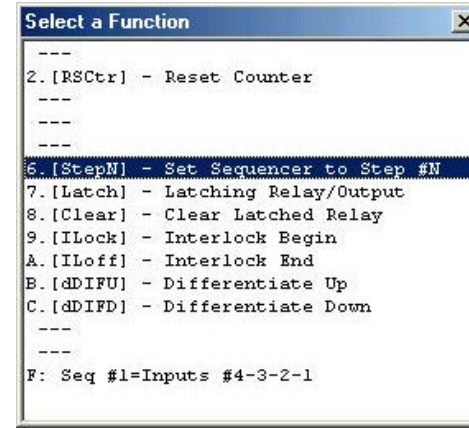 Select a Function
---
2.[RSCtr] - Reset Counter
---
---
---
6.[StepN] - Set Sequencer to Step #N
7.[Latch] - Latching Relay/Output
8.[Clear] - Clear Latched Relay
9.[ILock] - Interlock Begin
A.[ILoff] - Interlock End
B.[dDIFU] - Differentiate Up
C.[dDIFD] - Differentiate Down
---
---
F: Seq #1=Inputs #4-3-2-1